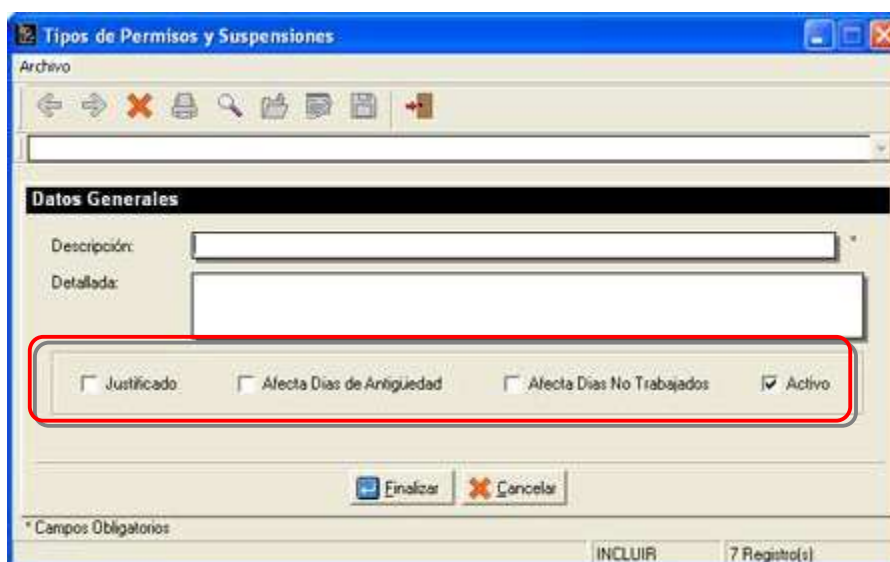 Tipos de Permisos y Suspensiones
Archivo
Datos Generales
Descripción: *
Detallada:
Justificado Afecta Dias de Antigüedad Afecta Dias No Trabajados Activo
Finalizar Cancelar
* Campos Obligatorios
INCLUIR 7 Registro(s)